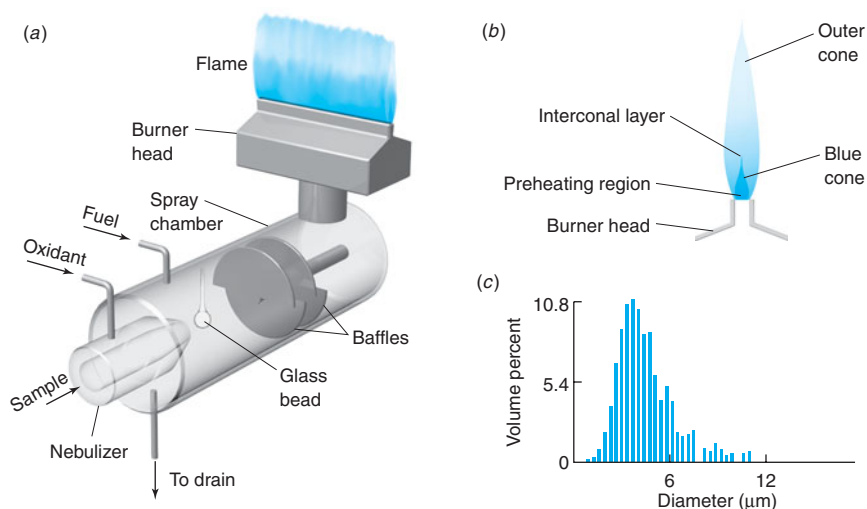 (a)
Flame
Burner
head
Spray
chamber
Fuel
Oxidant
Baffles
Glass
bead
Sample
Nebulizer
To drain
(b)
Outer
cone
Interconal layer
Blue
cone
Preheating region
Burner head
(c)
Volume percent
10.8
5.4
0
6
12
Diameter (μm)